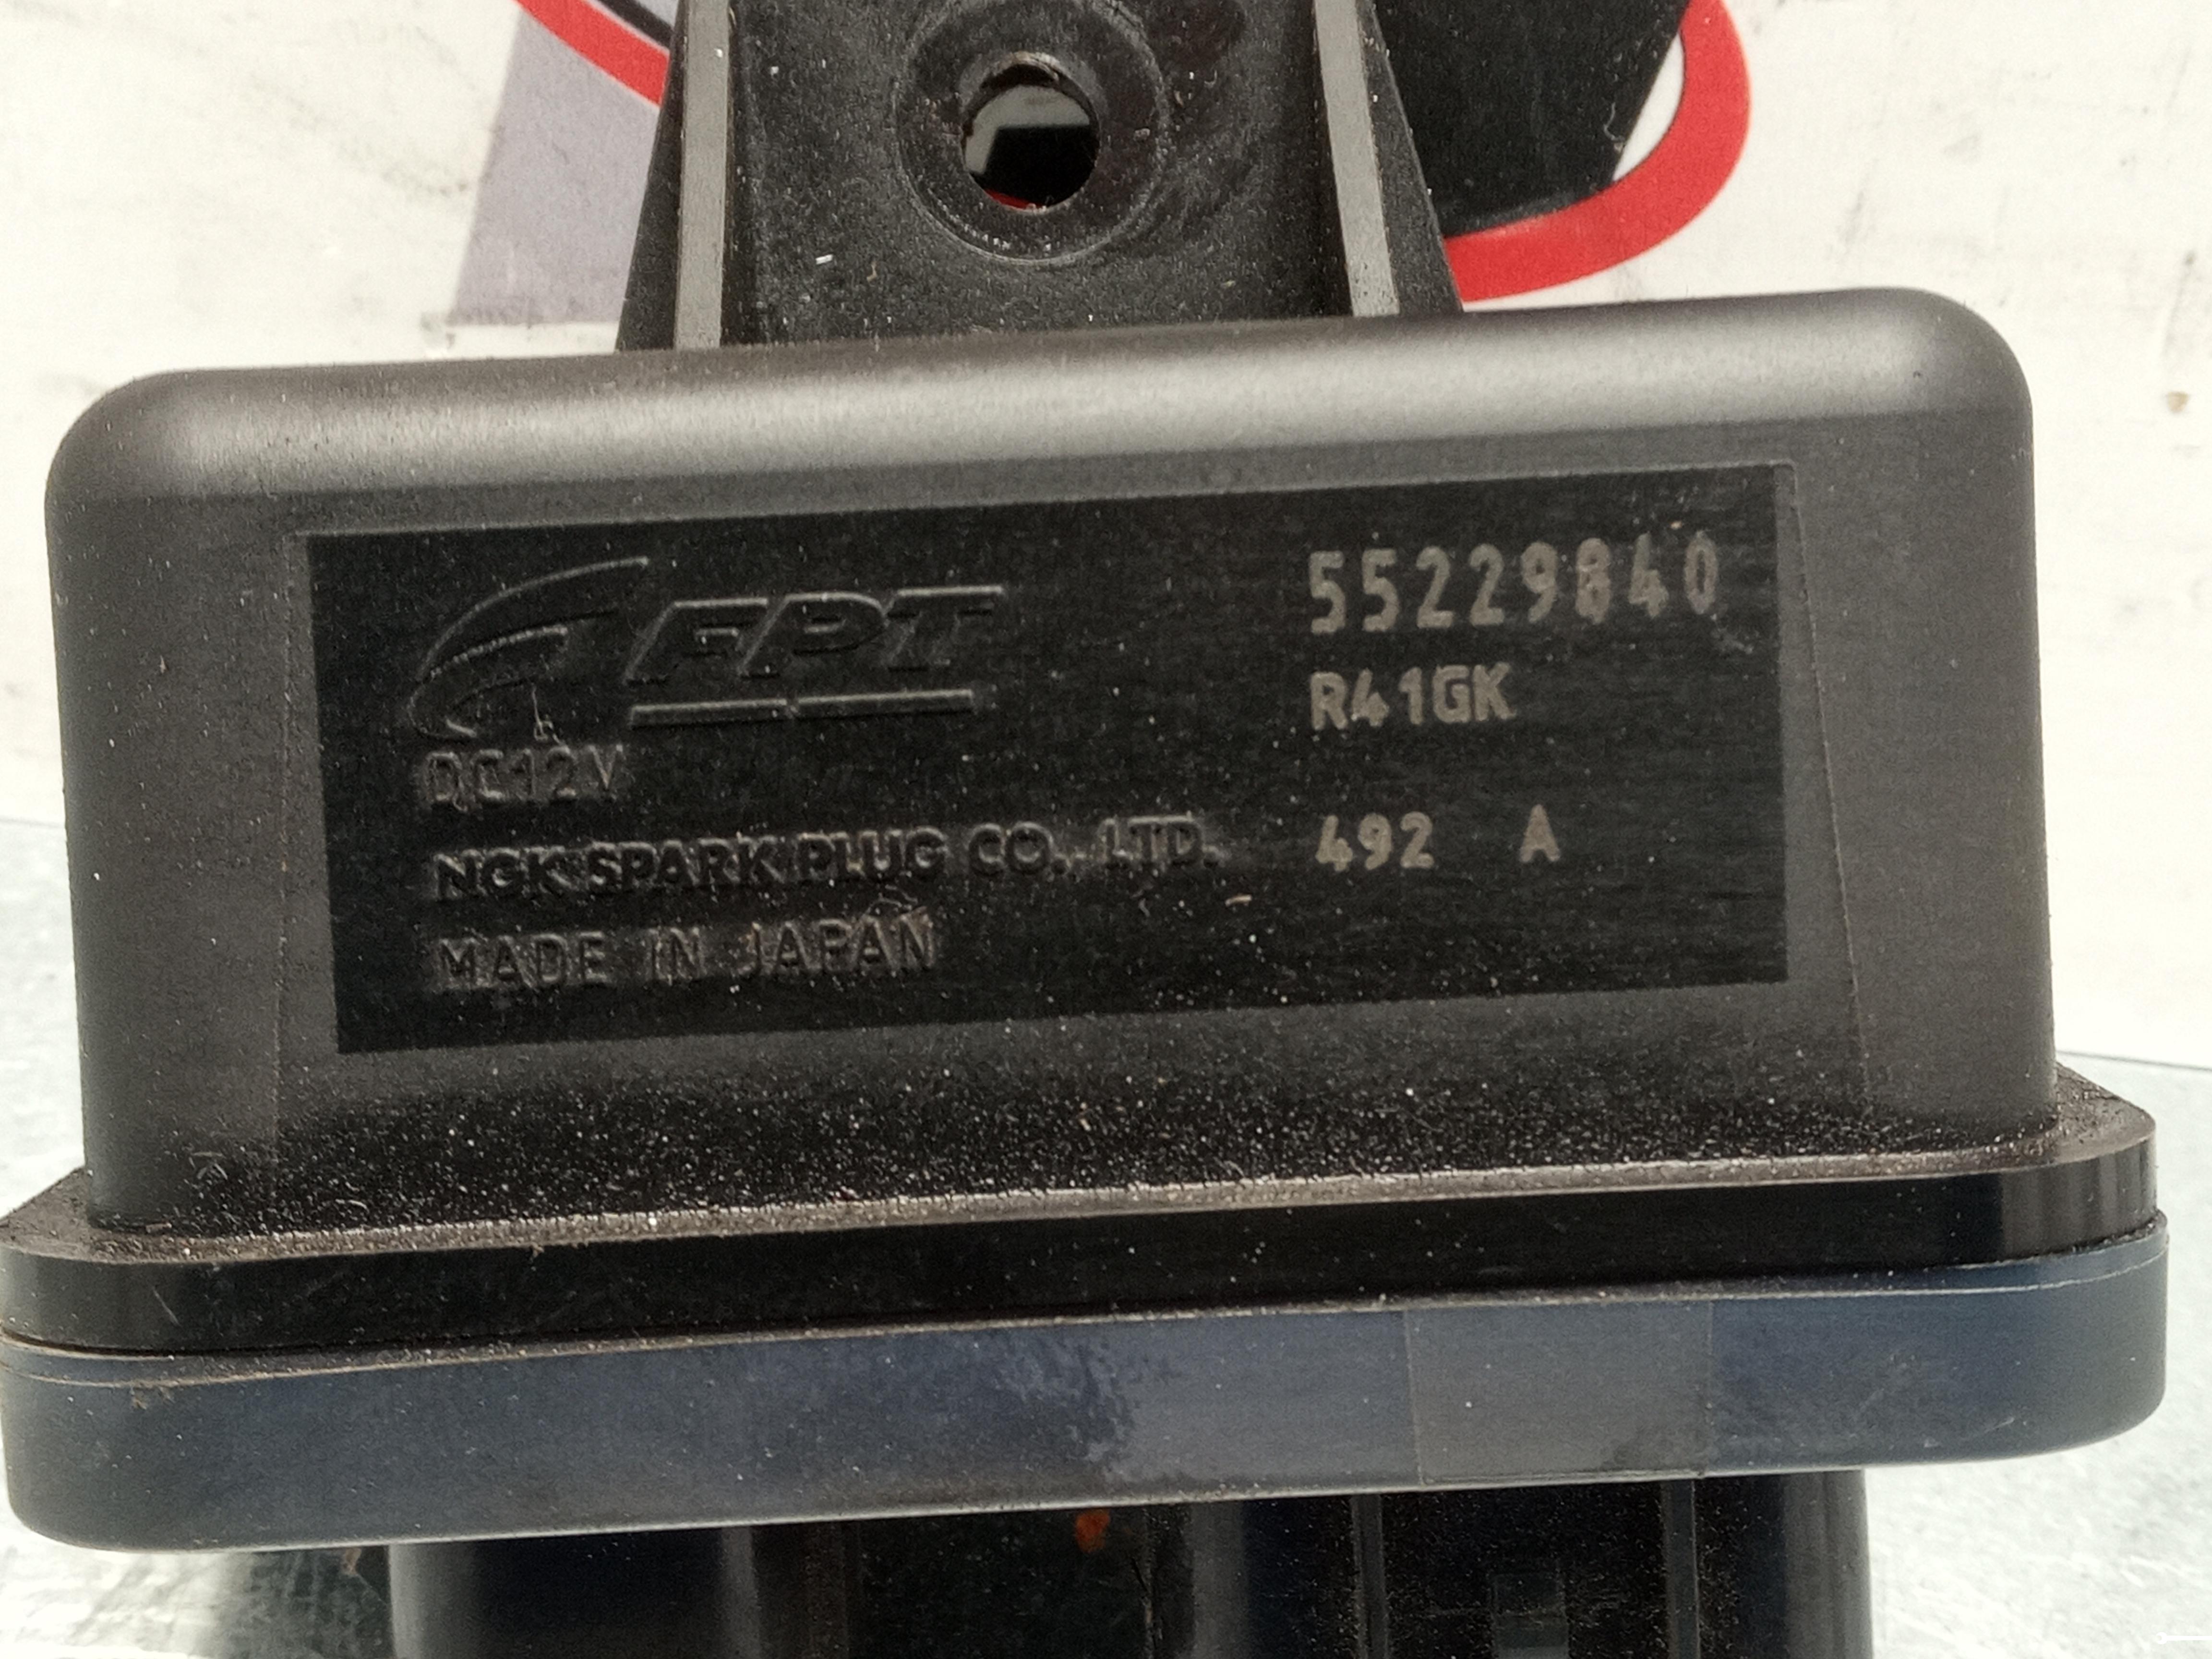 FPT
55229840
R41GK
DC12V
NGK SPARK PLUG CO., LTD.
492 A
MADE IN JAPAN